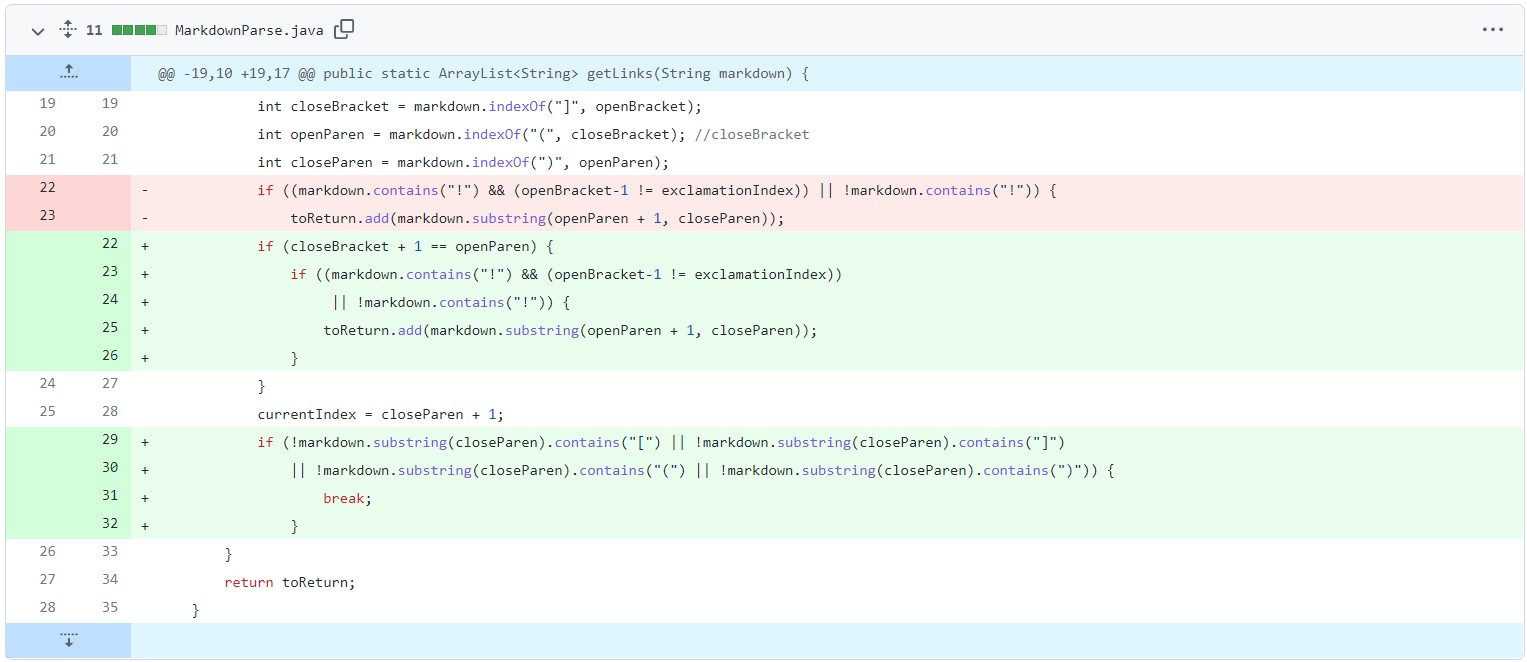 11 MarkdownParse.java
@@ -19,10 +19,17 @@ public static ArrayList<String> getLinks(String markdown) {
19 19 int closeBracket = markdown.indexOf("]", openBracket);
20 20 int openParen = markdown.indexOf("(", closeBracket); //closeBracket
21 21 int closeParen = markdown.indexOf(")", openParen);
22 - if ((markdown.contains("!") && (openBracket-1 != exclamationIndex)) || !markdown.contains("!")) {
23 - toReturn.add(markdown.substring(openParen + 1, closeParen));
22 + if (closeBracket + 1 == openParen) {
23 + if ((markdown.contains("!") && (openBracket-1 != exclamationIndex))
24 + || !markdown.contains("!")) {
25 + toReturn.add(markdown.substring(openParen + 1, closeParen));
26 + }
24 27 }
25 28 currentIndex = closeParen + 1;
29 + if (!markdown.substring(closeParen).contains("[") || !markdown.substring(closeParen).contains("]")
30 + || !markdown.substring(closeParen).contains("(") || !markdown.substring(closeParen).contains(")")) {
31 + break;
32 + }
26 33 }
27 34 return toReturn;
28 35 }